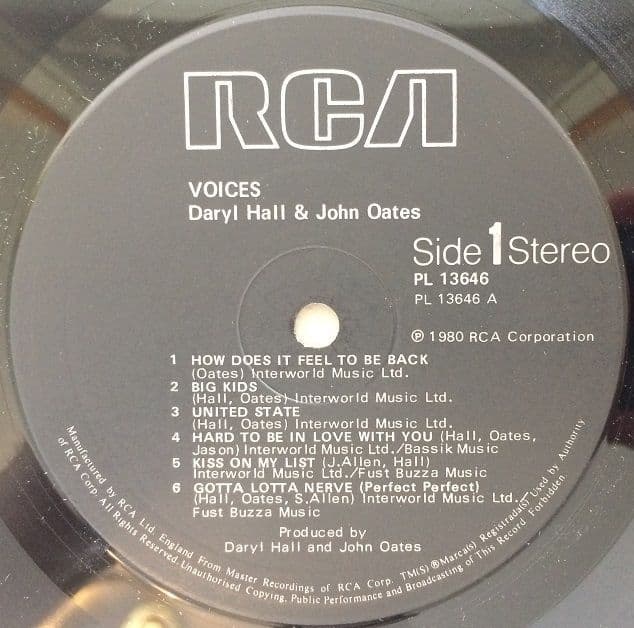 RCA
VOICES
Daryl Hall & John Oates
Side 1 Stereo
PL 13646
PL 13646 A
℗ 1980 RCA Corporation
1 HOW DOES IT FEEL TO BE BACK
(Oates) Interworld Music Ltd.
2 BIG KIDS
(Hall, Oates) Interworld Music Ltd.
3 UNITED STATE
(Hall, Oates) Interworld Music Ltd.
4 HARD TO BE IN LOVE WITH YOU (Hall, Oates,
Jason) Interworld Music Ltd./Bassik Music
5 KISS ON MY LIST (J.Allen, Hall)
Interworld Music Ltd./Fust Buzza Music
6 GOTTA LOTTA NERVE (Perfect Perfect)
(Hall, Oates, S.Allen) Interworld Music Ltd./
Fust Buzza Music
Produced by
Daryl Hall and John Oates
Manufactured by RCA Ltd. England From Master Recordings of RCA Corp. TM(S) ® Marca(s) Registrada(s) Used by Authority
of RCA Corp. All Rights Reserved. Unauthorised Copying, Public Performance and Broadcasting of This Record Forbidden